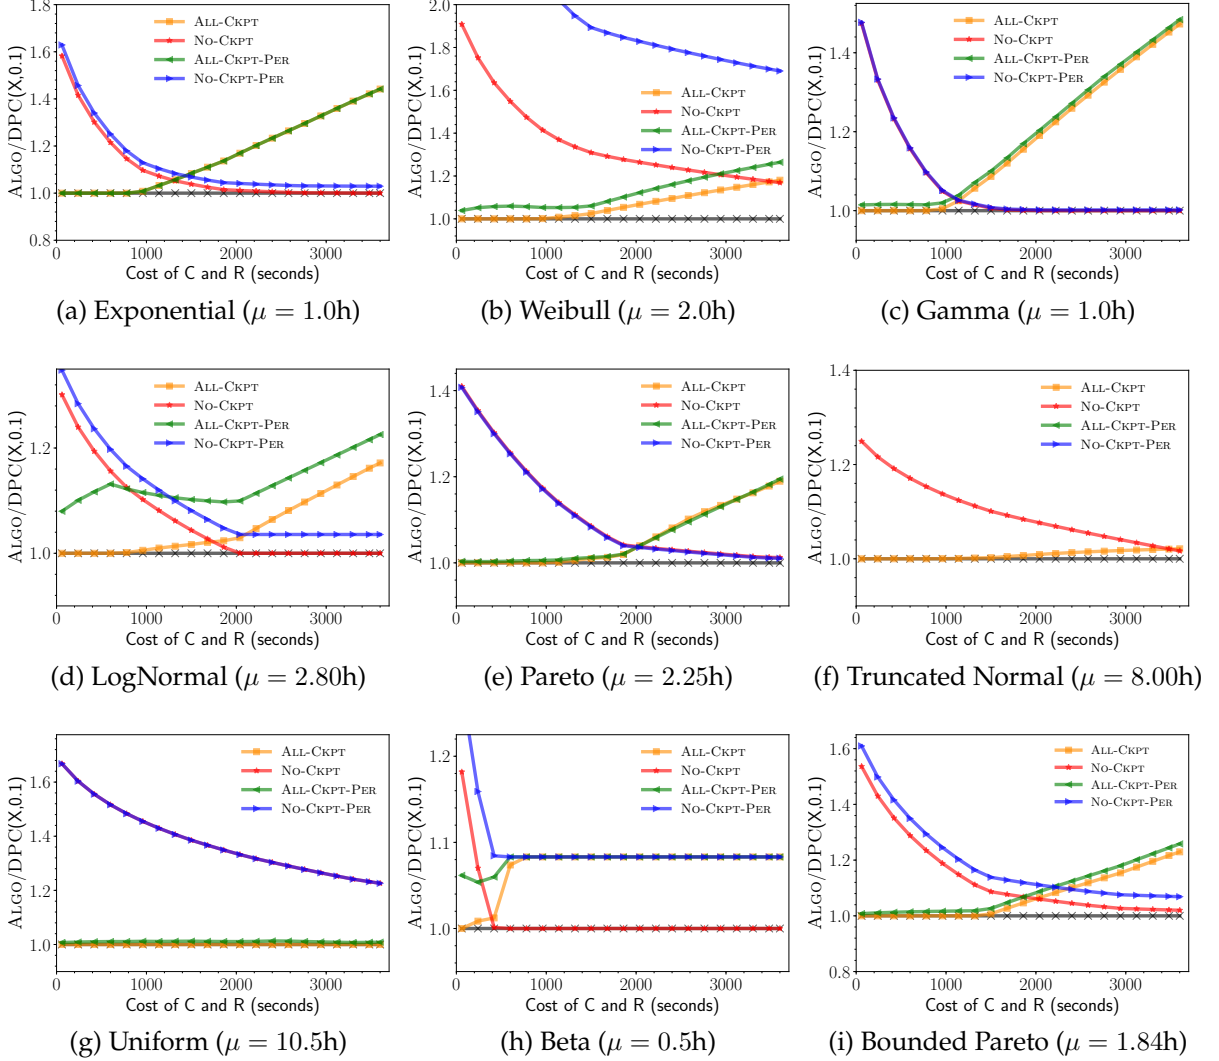 1.8
1.6
1.4
1.2
1.0
0.8
ALGO/DPC(X,0.1)
ALL-CKPT
NO-CKPT
ALL-CKPT-PER
NO-CKPT-PER
0 1000 2000 3000
Cost of C and R (seconds)
(a) Exponential (μ = 1.0h)
2.0
1.8
1.6
1.4
1.2
1.0
ALGO/DPC(X,0.1)
ALL-CKPT
NO-CKPT
ALL-CKPT-PER
NO-CKPT-PER
0 1000 2000 3000
Cost of C and R (seconds)
(b) Weibull (μ = 2.0h)
1.4
1.2
1.0
ALGO/DPC(X,0.1)
ALL-CKPT
NO-CKPT
ALL-CKPT-PER
NO-CKPT-PER
0 1000 2000 3000
Cost of C and R (seconds)
(c) Gamma (μ = 1.0h)
1.2
1.0
ALGO/DPC(X,0.1)
ALL-CKPT
NO-CKPT
ALL-CKPT-PER
NO-CKPT-PER
0 1000 2000 3000
Cost of C and R (seconds)
(d) LogNormal (μ = 2.80h)
1.4
1.2
1.0
ALGO/DPC(X,0.1)
ALL-CKPT
NO-CKPT
ALL-CKPT-PER
NO-CKPT-PER
0 1000 2000 3000
Cost of C and R (seconds)
(e) Pareto (μ = 2.25h)
1.4
1.2
1.0
ALGO/DPC(X,0.1)
ALL-CKPT
NO-CKPT
ALL-CKPT-PER
NO-CKPT-PER
0 1000 2000 3000
Cost of C and R (seconds)
(f) Truncated Normal (μ = 8.00h)
1.6
1.4
1.2
1.0
ALGO/DPC(X,0.1)
ALL-CKPT
NO-CKPT
ALL-CKPT-PER
NO-CKPT-PER
0 1000 2000 3000
Cost of C and R (seconds)
(g) Uniform (μ = 10.5h)
1.2
1.1
1.0
ALGO/DPC(X,0.1)
ALL-CKPT
NO-CKPT
ALL-CKPT-PER
NO-CKPT-PER
0 1000 2000 3000
Cost of C and R (seconds)
(h) Beta (μ = 0.5h)
1.6
1.4
1.2
1.0
0.8
ALGO/DPC(X,0.1)
ALL-CKPT
NO-CKPT
ALL-CKPT-PER
NO-CKPT-PER
0 1000 2000 3000
Cost of C and R (seconds)
(i) Bounded Pareto (μ = 1.84h)